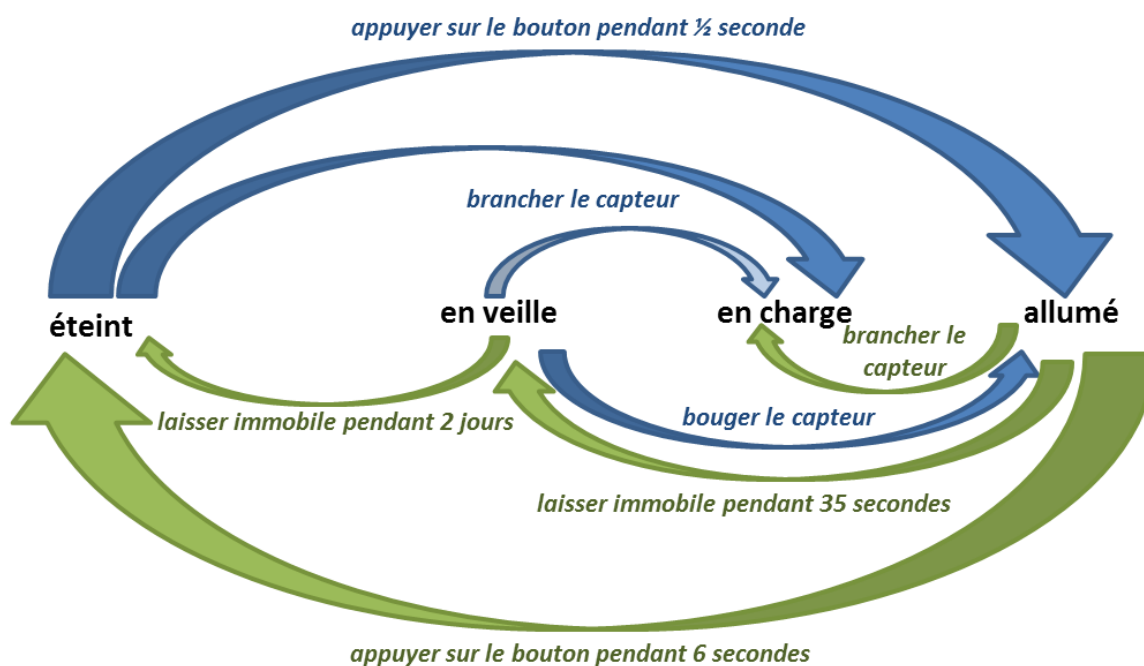 appuyer sur le bouton pendant ½ seconde
brancher le capteur
éteint
en veille
en charge
allumé
brancher le
capteur
laisser immobile pendant 2 jours
bouger le capteur
laisser immobile pendant 35 secondes
appuyer sur le bouton pendant 6 secondes